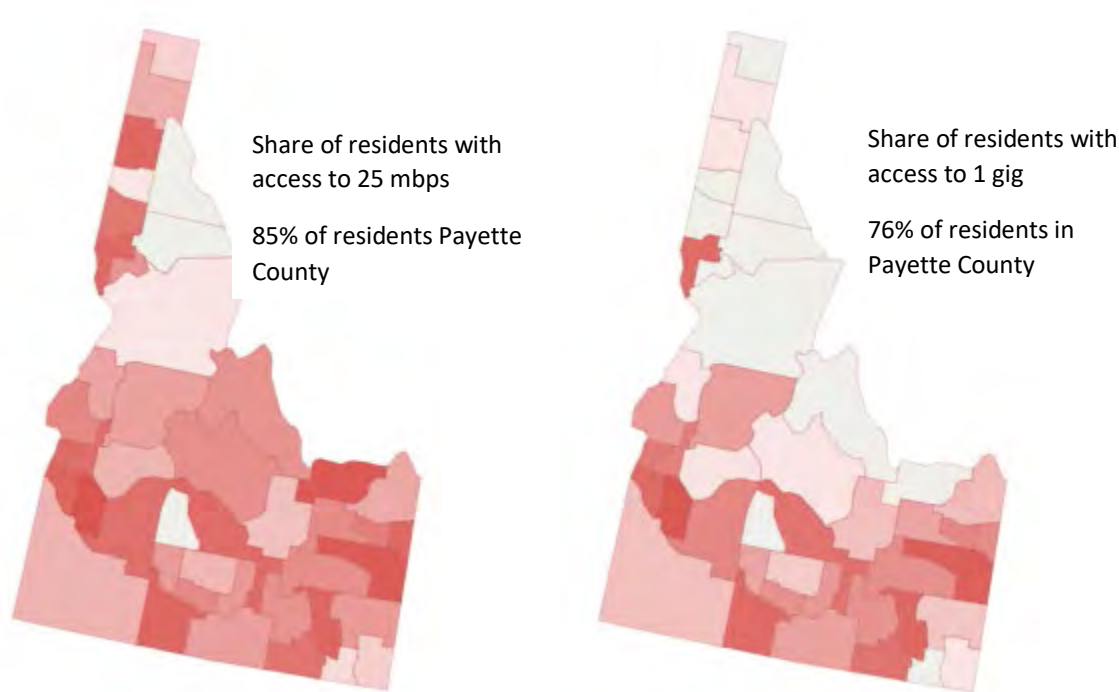 Share of residents with
access to 25 mbps
85% of residents Payette
County
Share of residents with
access to 1 gig
76% of residents in
Payette County